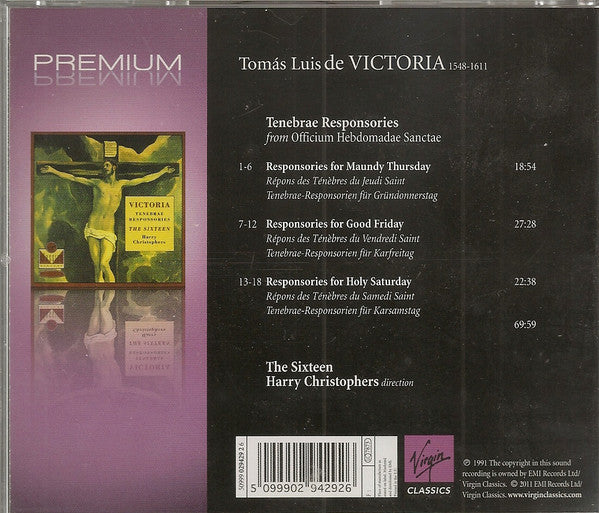 PREMIUM
Tomás Luis de VICTORIA 1548-1611
Tenebrae Responsories
from Officium Hebdomadae Sanctae
1-6 Responsories for Maundy Thursday 18:54
Répons des Ténèbres du Jeudi Saint
Tenebrae-Responsorien für Gründonnerstag
7-12 Responsories for Good Friday 27:28
Répons des Ténèbres du Vendredi Saint
Tenebrae-Responsorien für Karfreitag
13-18 Responsories for Holy Saturday 22:38
Répons des Ténèbres du Samedi Saint
Tenebrae-Responsorien für Karsamstag
69:59
The Sixteen
Harry Christophers direction
VICTORIA
TENEBRAE
RESPONSORIES
THE SIXTEEN
Harry
Christophers
50999 029429 2 6
5 099902 942926
Virgin
CLASSICS
℗ 1991 The copyright in this sound
recording is owned by EMI Records Ltd/
Virgin Classics. © 2011 EMI Records Ltd/
Virgin Classics. www.virginclassics.com